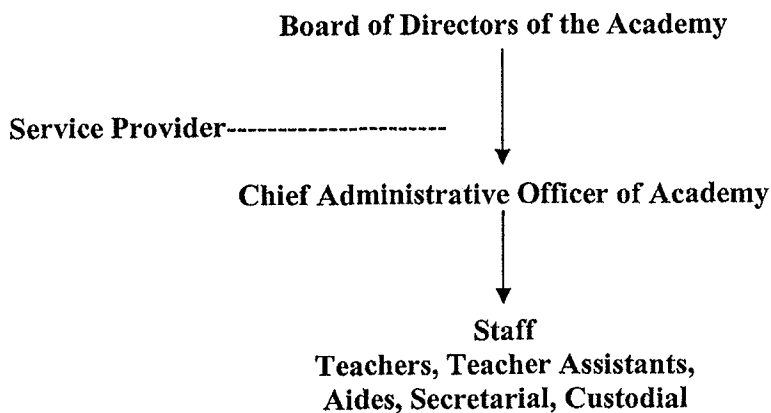 Board of Directors of the Academy
Service Provider-----------------------
Chief Administrative Officer of Academy
Staff
Teachers, Teacher Assistants,
Aides, Secretarial, Custodial